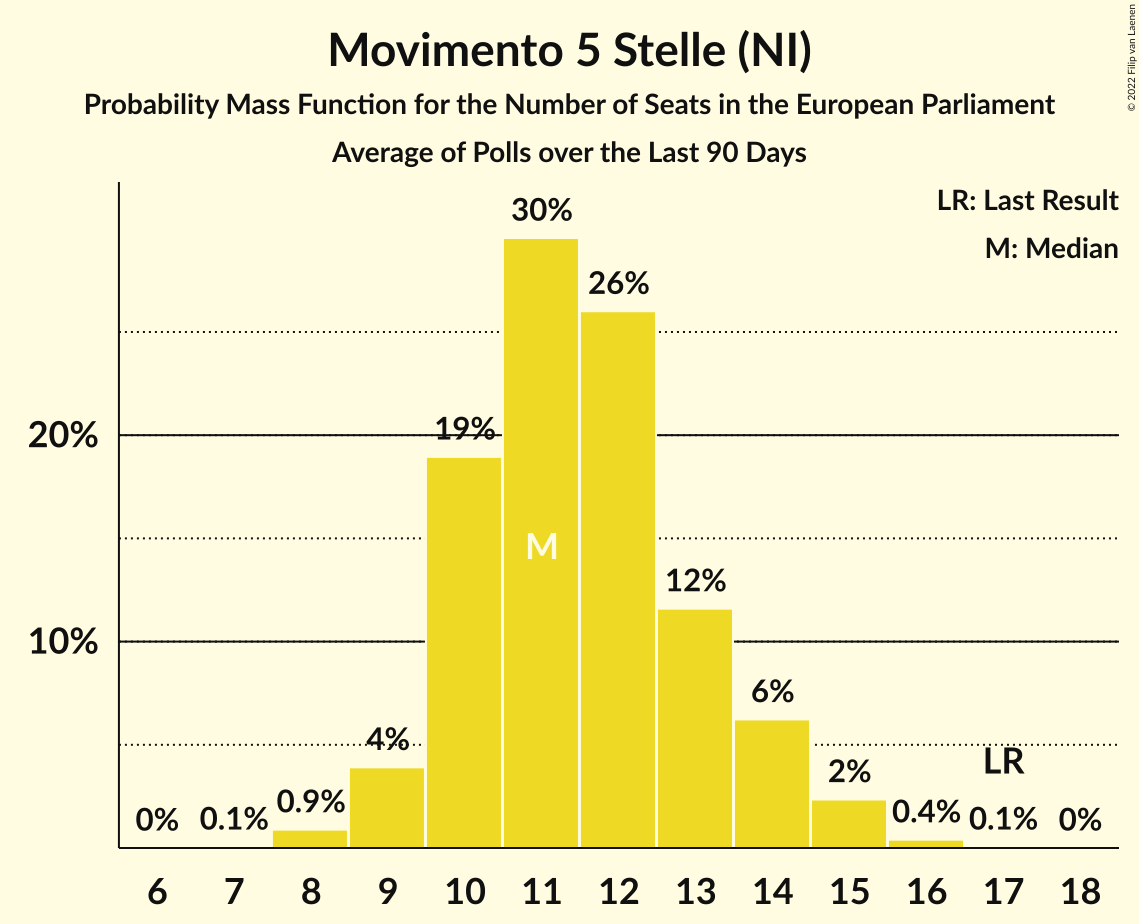 Movimento 5 Stelle (NI)
Probability Mass Function for the Number of Seats in the European Parliament
Average of Polls over the Last 90 Days
© 2022 Filip van Laenen
LR: Last Result
M: Median
30%
26%
20%
19%
M
12%
10%
6%
4%
2%
LR
0%
0.1%
0.9%
0.4%
0.1%
0%
6 7 8 9 10 11 12 13 14 15 16 17 18